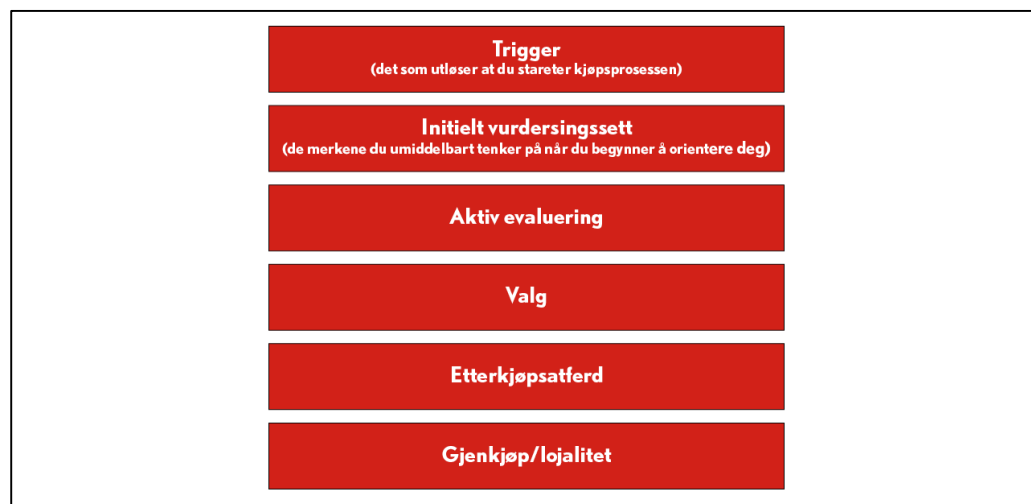 Trigger
(det som utløser at du stareter kjøpsprosessen)
Initielt vurdersingssett
(de merkene du umiddelbart tenker på når du begynner å orientere deg)
Aktiv evaluering
Valg
Etterkjøpsatferd
Gjenkjøp/lojalitet